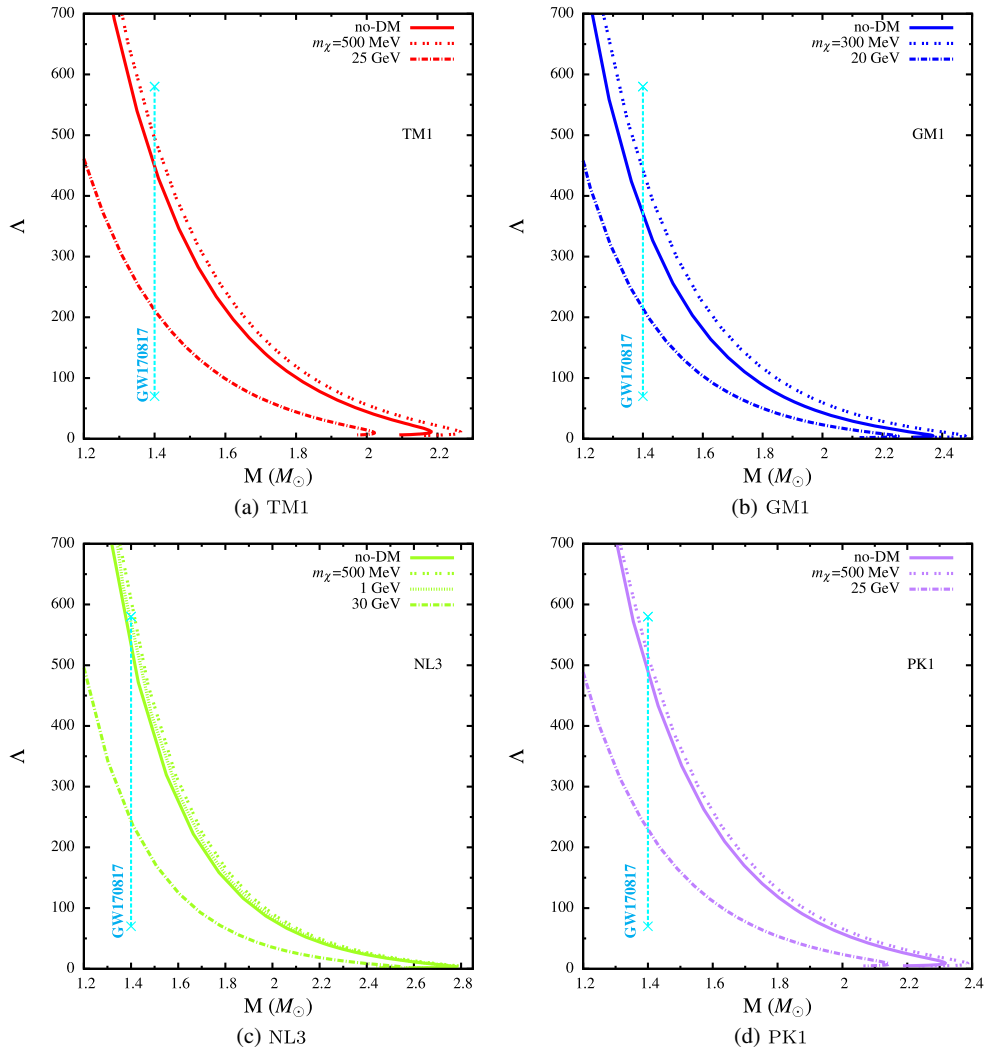 700
600
500
400
300
200
100
0
Λ
no-DM
mχ=500 MeV
25 GeV
TM1
GW170817
1.2 1.4 1.6 1.8 2 2.2
M (M⊙)
(a) TM1
700
600
500
400
300
200
100
0
Λ
no-DM
mχ=300 MeV
20 GeV
GM1
GW170817
1.2 1.4 1.6 1.8 2 2.2 2.4
M (M⊙)
(b) GM1
700
600
500
400
300
200
100
0
Λ
no-DM
mχ=500 MeV
1 GeV
30 GeV
NL3
GW170817
1.2 1.4 1.6 1.8 2 2.2 2.4 2.6 2.8
M (M⊙)
(c) NL3
700
600
500
400
300
200
100
0
Λ
no-DM
mχ=500 MeV
25 GeV
PK1
GW170817
1.2 1.4 1.6 1.8 2 2.2 2.4
M (M⊙)
(d) PK1